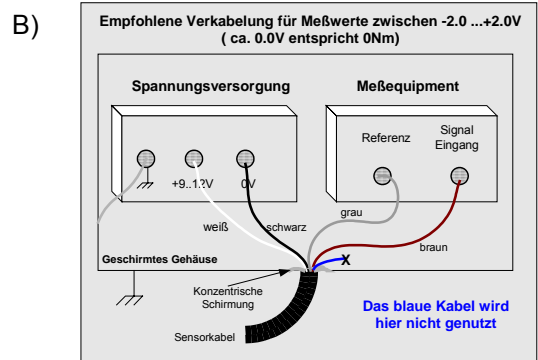 B)
Empfohlene Verkabelung für Meßwerte zwischen -2.0 ...+2.0V
( ca. 0.0V entspricht 0Nm)
Spannungsversorgung
Meßequipment
Referenz
Signal
Eingang
+9..12V
0V
grau
weiß
schwarz
braun
Geschirmtes Gehäuse
X
Konzentrische
Schirmung
Das blaue Kabel wird
hier nicht genutzt
Sensorkabel